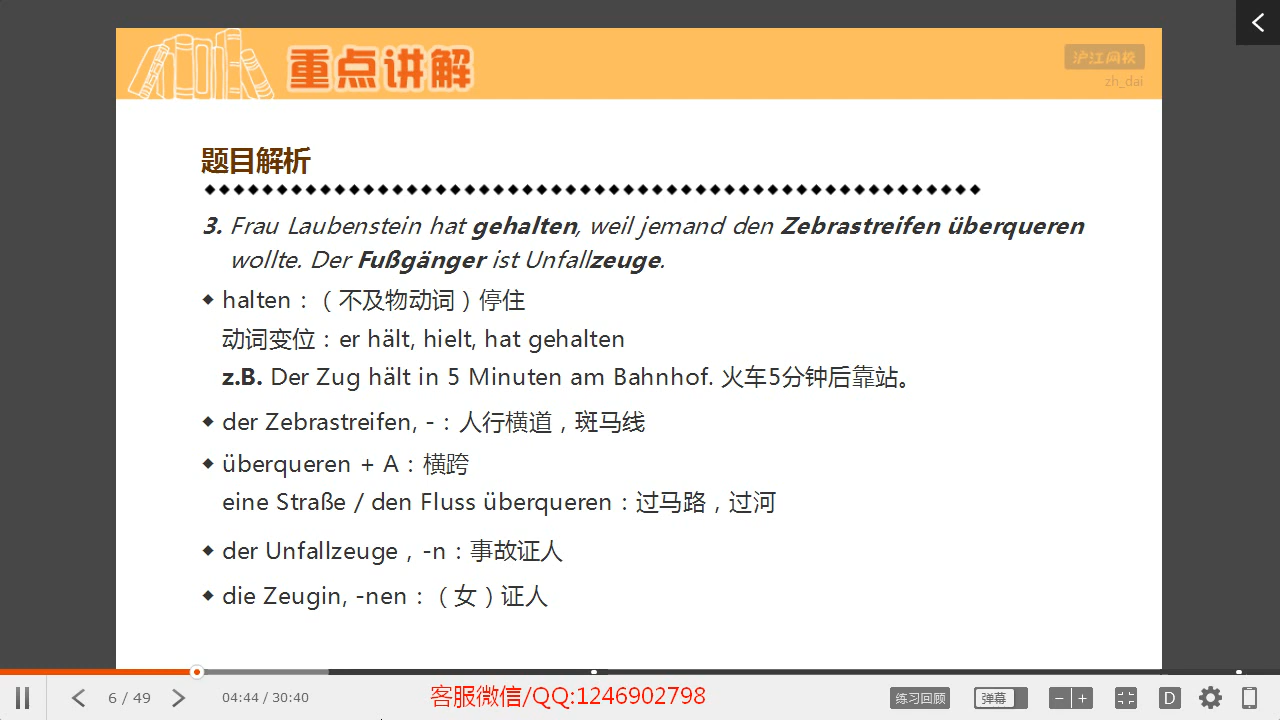 重点讲解
沪江网校
zh_dai
题目解析
3. Frau Laubenstein hat gehalten, weil jemand den Zebrastreifen überqueren
wollte. Der Fußgänger ist Unfallzeuge.
halten：（不及物动词）停住
动词变位：er hält, hielt, hat gehalten
z.B. Der Zug hält in 5 Minuten am Bahnhof. 火车5分钟后靠站。
der Zebrastreifen, -：人行横道，斑马线
überqueren + A：横跨
eine Straße / den Fluss überqueren：过马路，过河
der Unfallzeuge，-n：事故证人
die Zeugin, -nen：（女）证人
6 / 49
04:44 / 30:40
客服微信/QQ:1246902798
练习回顾
弹幕
D